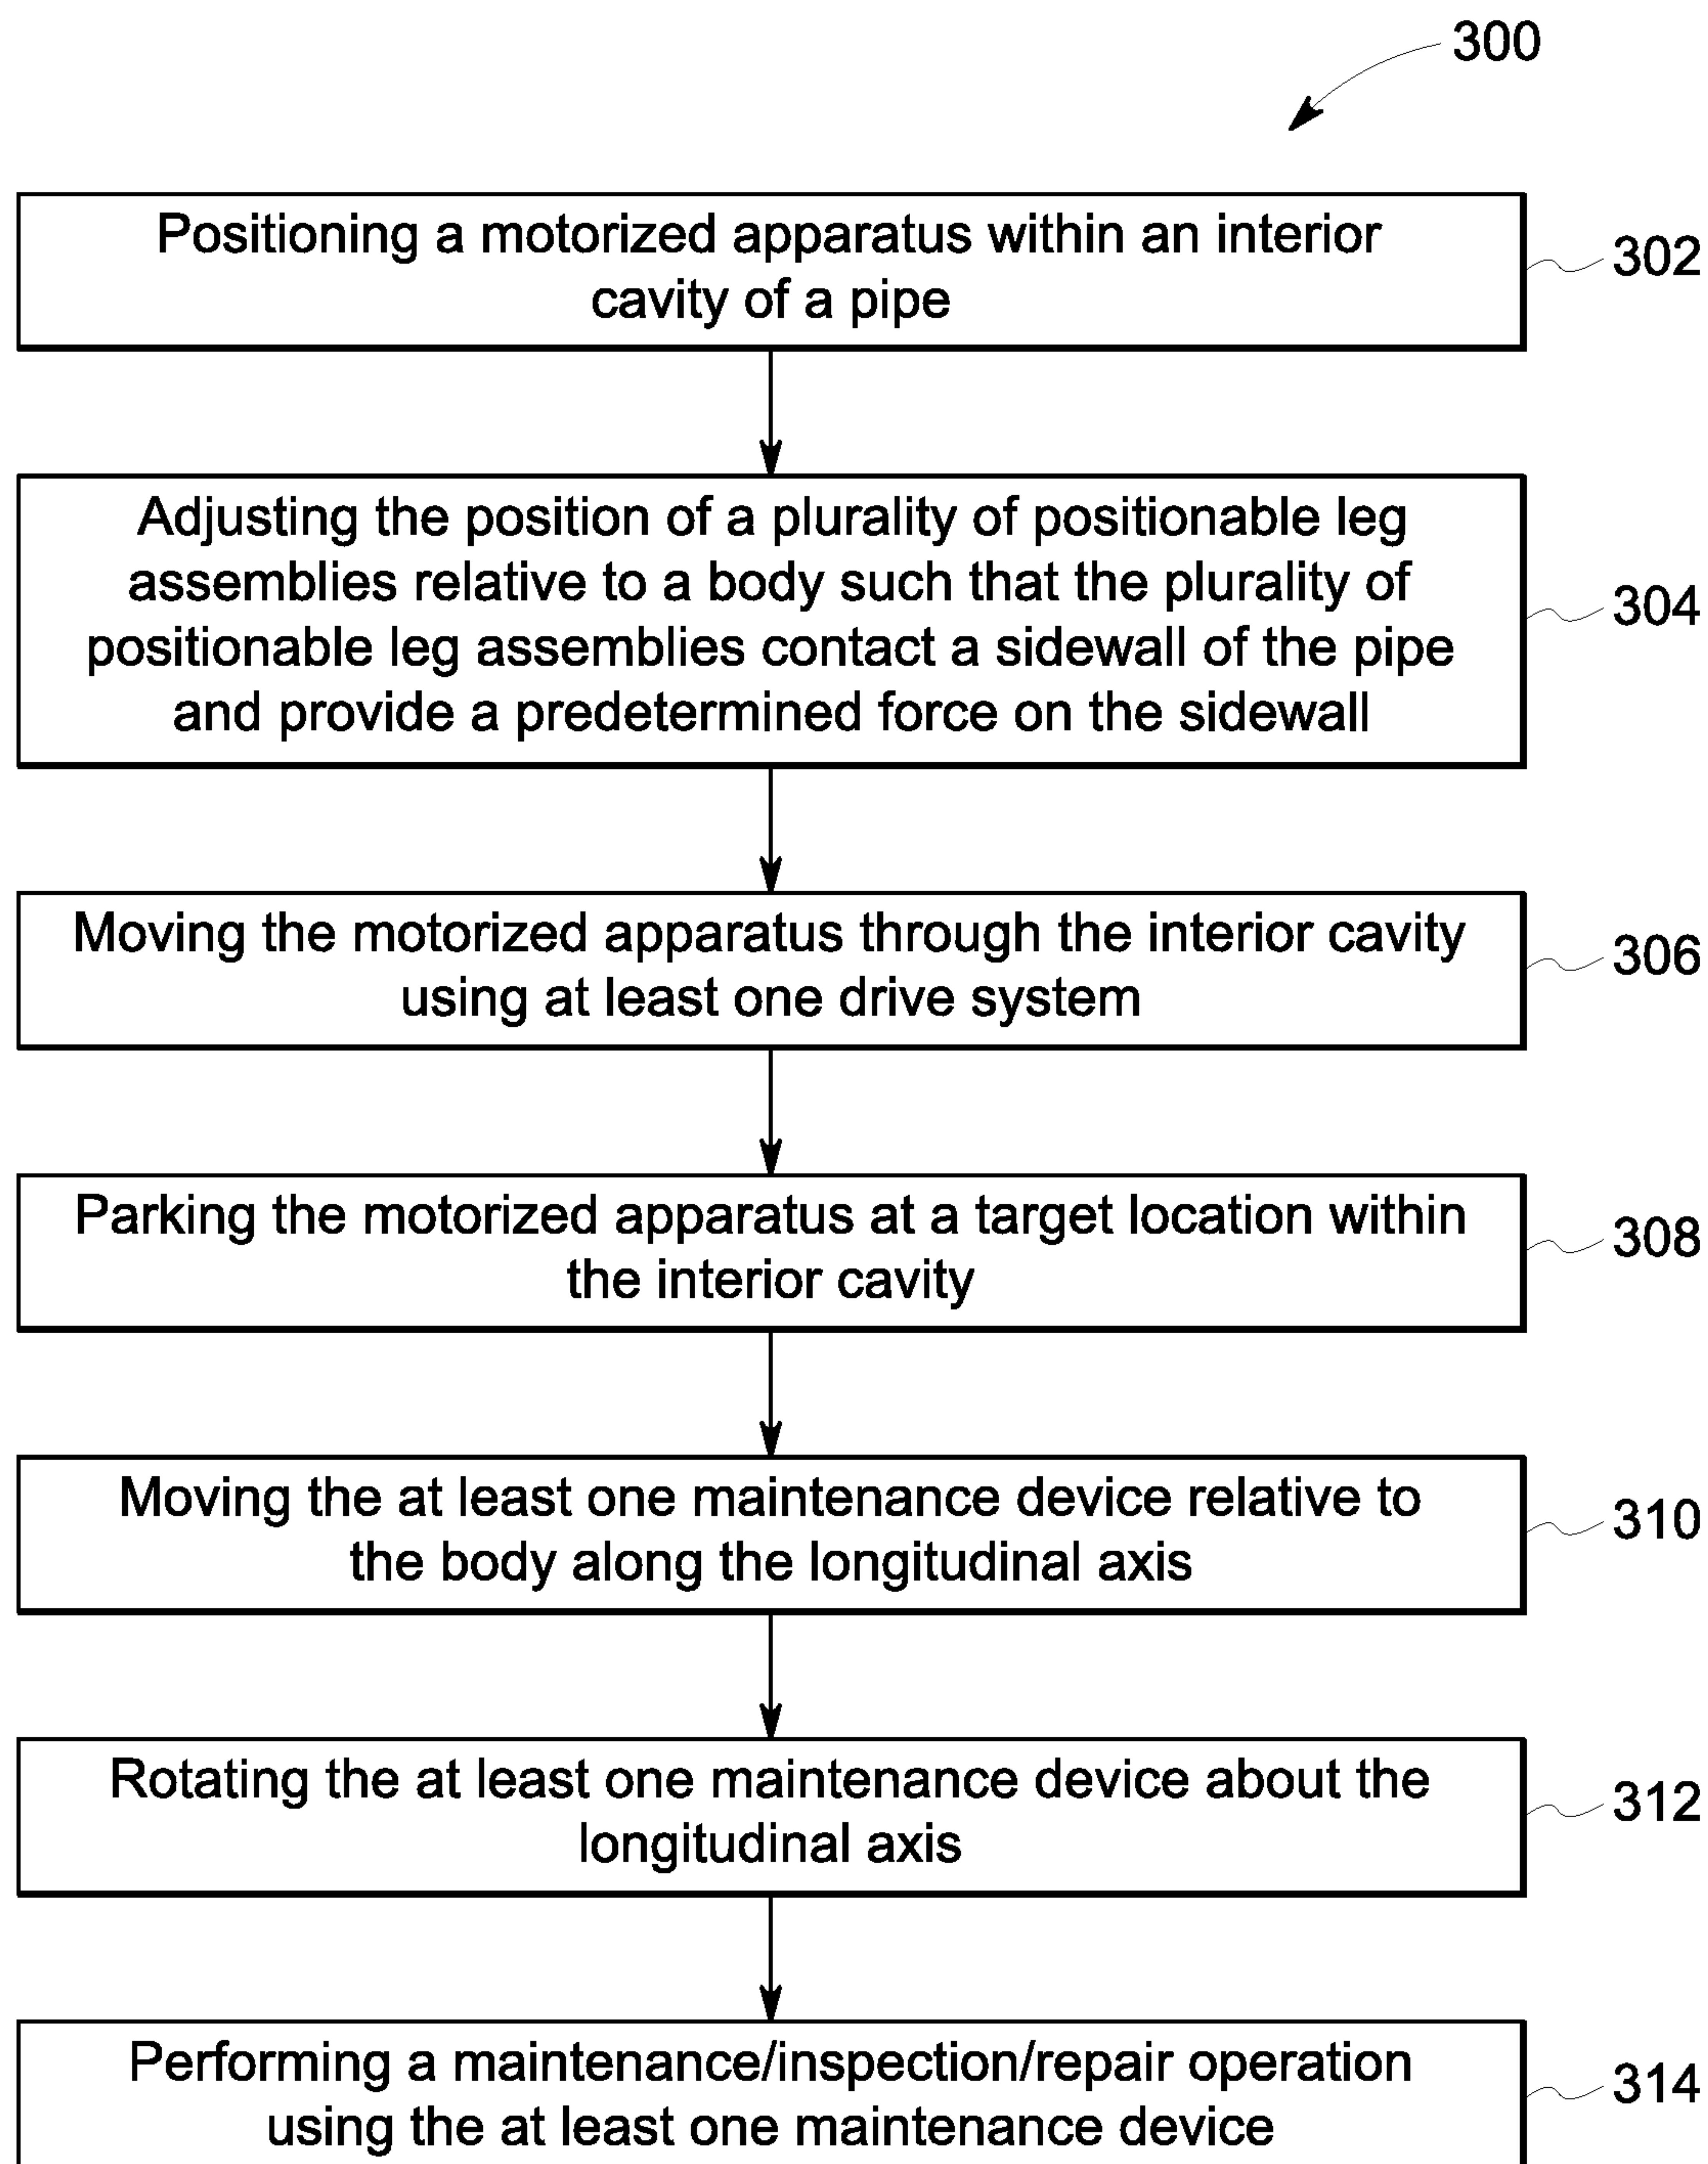 300
Positioning a motorized apparatus within an interior
cavity of a pipe
302
Adjusting the position of a plurality of positionable leg
assemblies relative to a body such that the plurality of
positionable leg assemblies contact a sidewall of the pipe
and provide a predetermined force on the sidewall
304
Moving the motorized apparatus through the interior cavity
using at least one drive system
306
Parking the motorized apparatus at a target location within
the interior cavity
308
Moving the at least one maintenance device relative to
the body along the longitudinal axis
310
Rotating the at least one maintenance device about the
longitudinal axis
312
Performing a maintenance/inspection/repair operation
using the at least one maintenance device
314